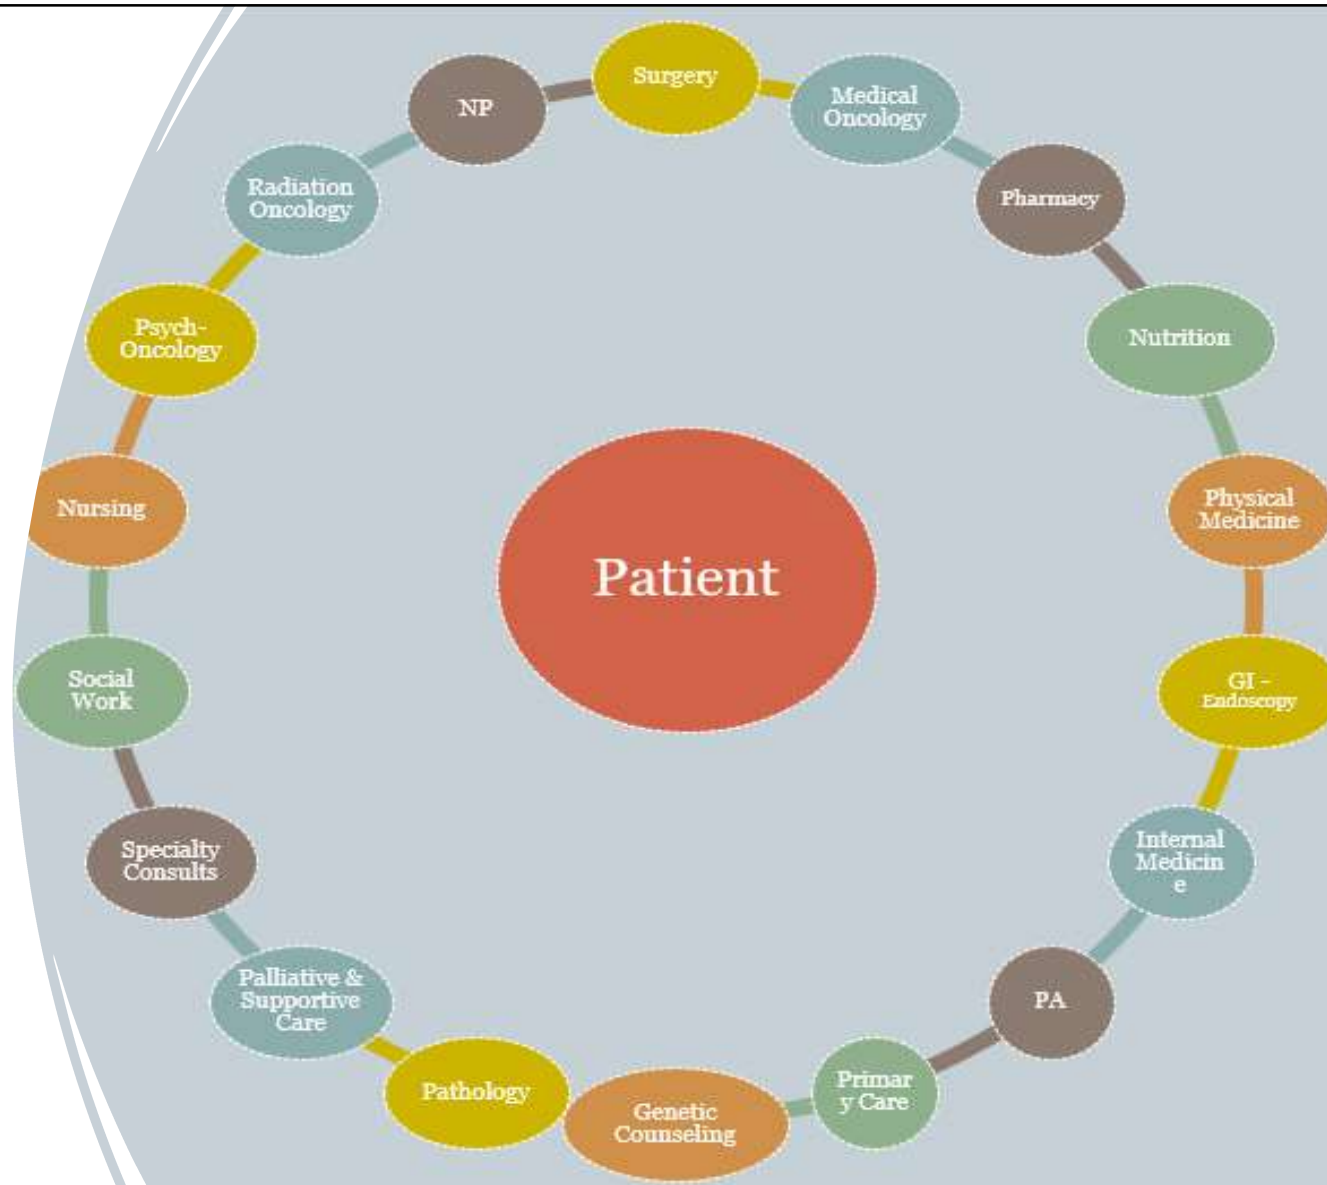 Surgery
Medical
Oncology
Pharmacy
Nutrition
Physical
Medicine
GI -
Endoscopy
Internal
Medicin
e
PA
Primar
y Care
Genetic
Counseling
Pathology
Palliative &
Supportive
Care
Specialty
Consults
Social
Work
Nursing
Psych-
Oncology
Radiation
Oncology
NP
Patient